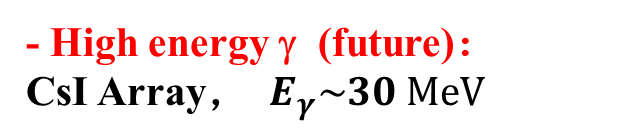 - High energy γ (future):
CsI Array， Eγ~30 MeV